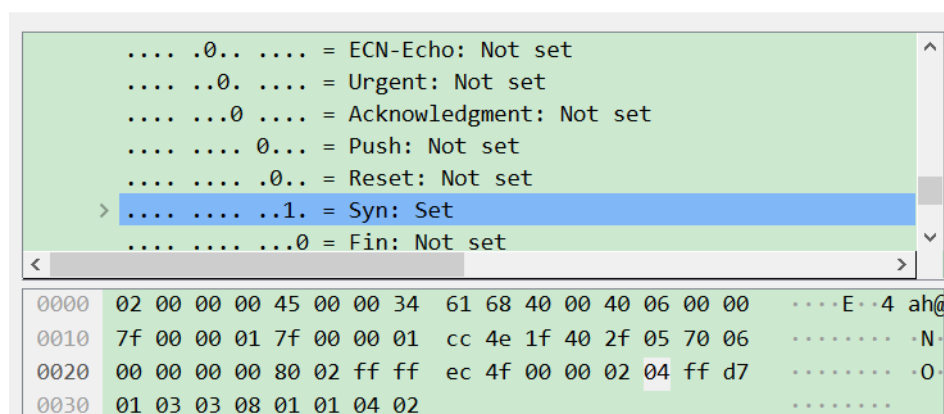 .... .0.. .... = ECN-Echo: Not set
.... ..0. .... = Urgent: Not set
.... ...0 .... = Acknowledgment: Not set
.... .... 0... = Push: Not set
.... .... .0.. = Reset: Not set
> .... .... ..1. = Syn: Set
.... .... ...0 = Fin: Not set
0000 02 00 00 00 45 00 00 34 61 68 40 00 40 06 00 00 ····E··4 ah@
0010 7f 00 00 01 7f 00 00 01 cc 4e 1f 40 2f 05 70 06 ········ ·N·
0020 00 00 00 00 80 02 ff ff ec 4f 00 00 02 04 ff d7 ········ ·O·
0030 01 03 03 08 01 01 04 02 ········